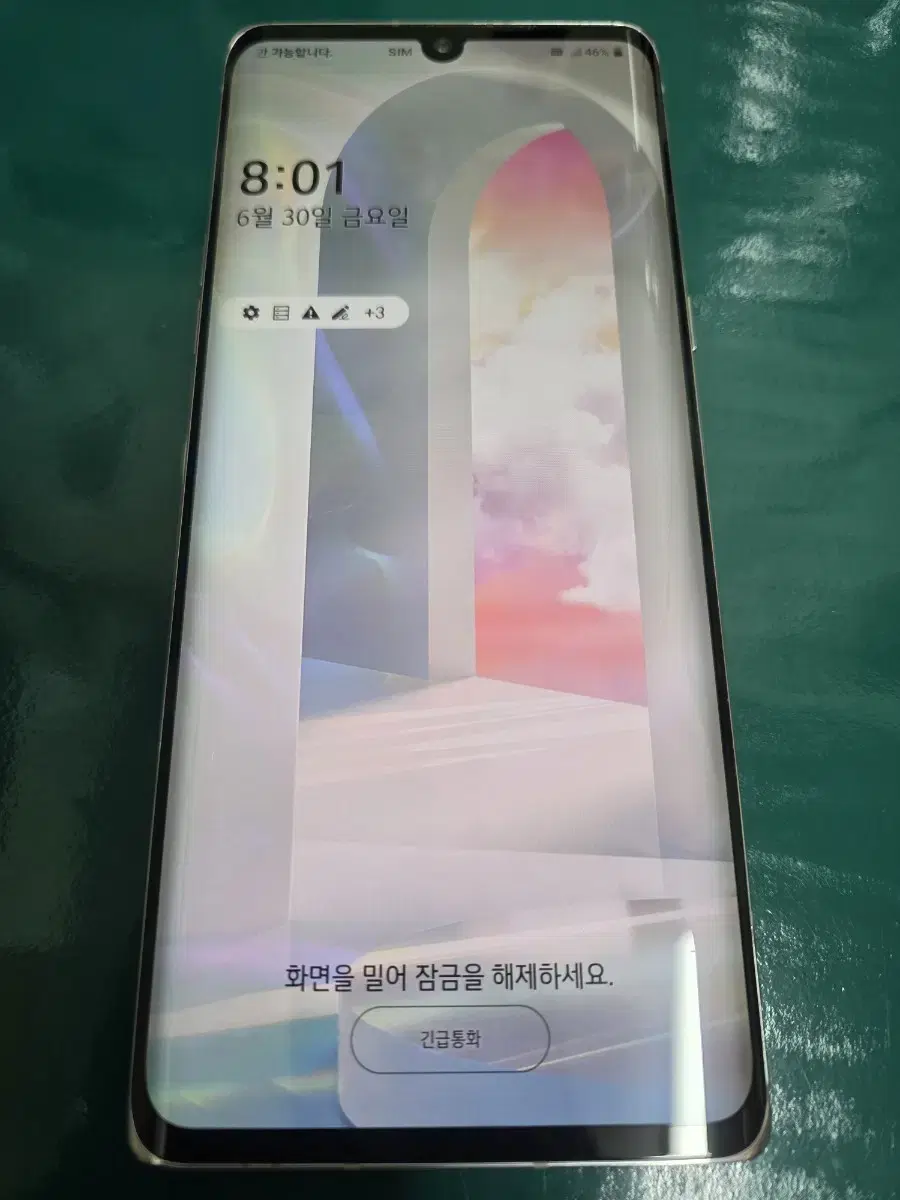 간 가능합니다. SIM 46%
8:01
6월 30일 금요일
+3
화면을 밀어 잠금을 해제하세요.
긴급통화